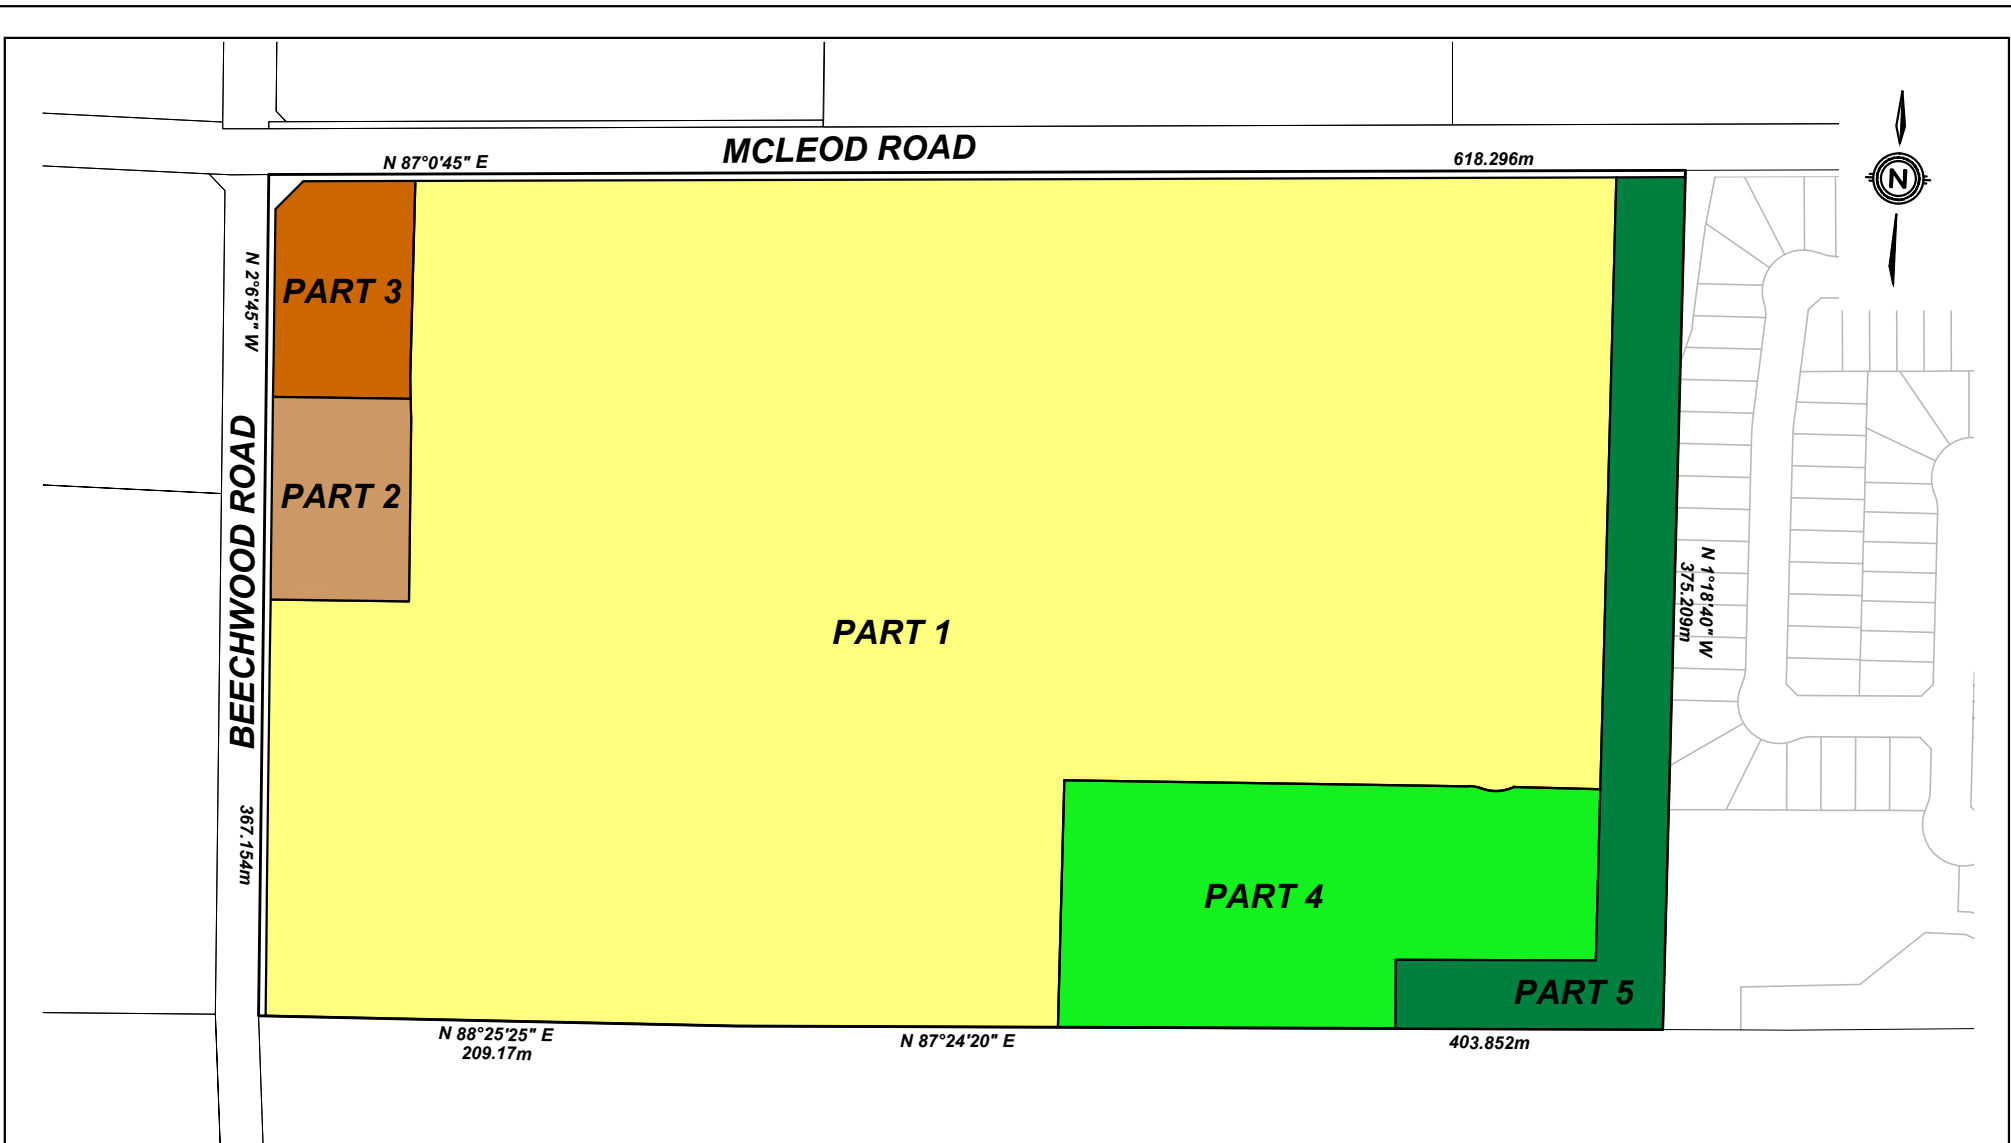 MCLEOD ROAD
N 87°0'45" E
618.296m
N
N 2°6'45" W
PART 3
BEECHWOOD ROAD
PART 2
N 1°18'40" W
375.209m
PART 1
367.154m
PART 4
PART 5
N 88°25'25" E
209.17m
N 87°24'20" E
403.852m